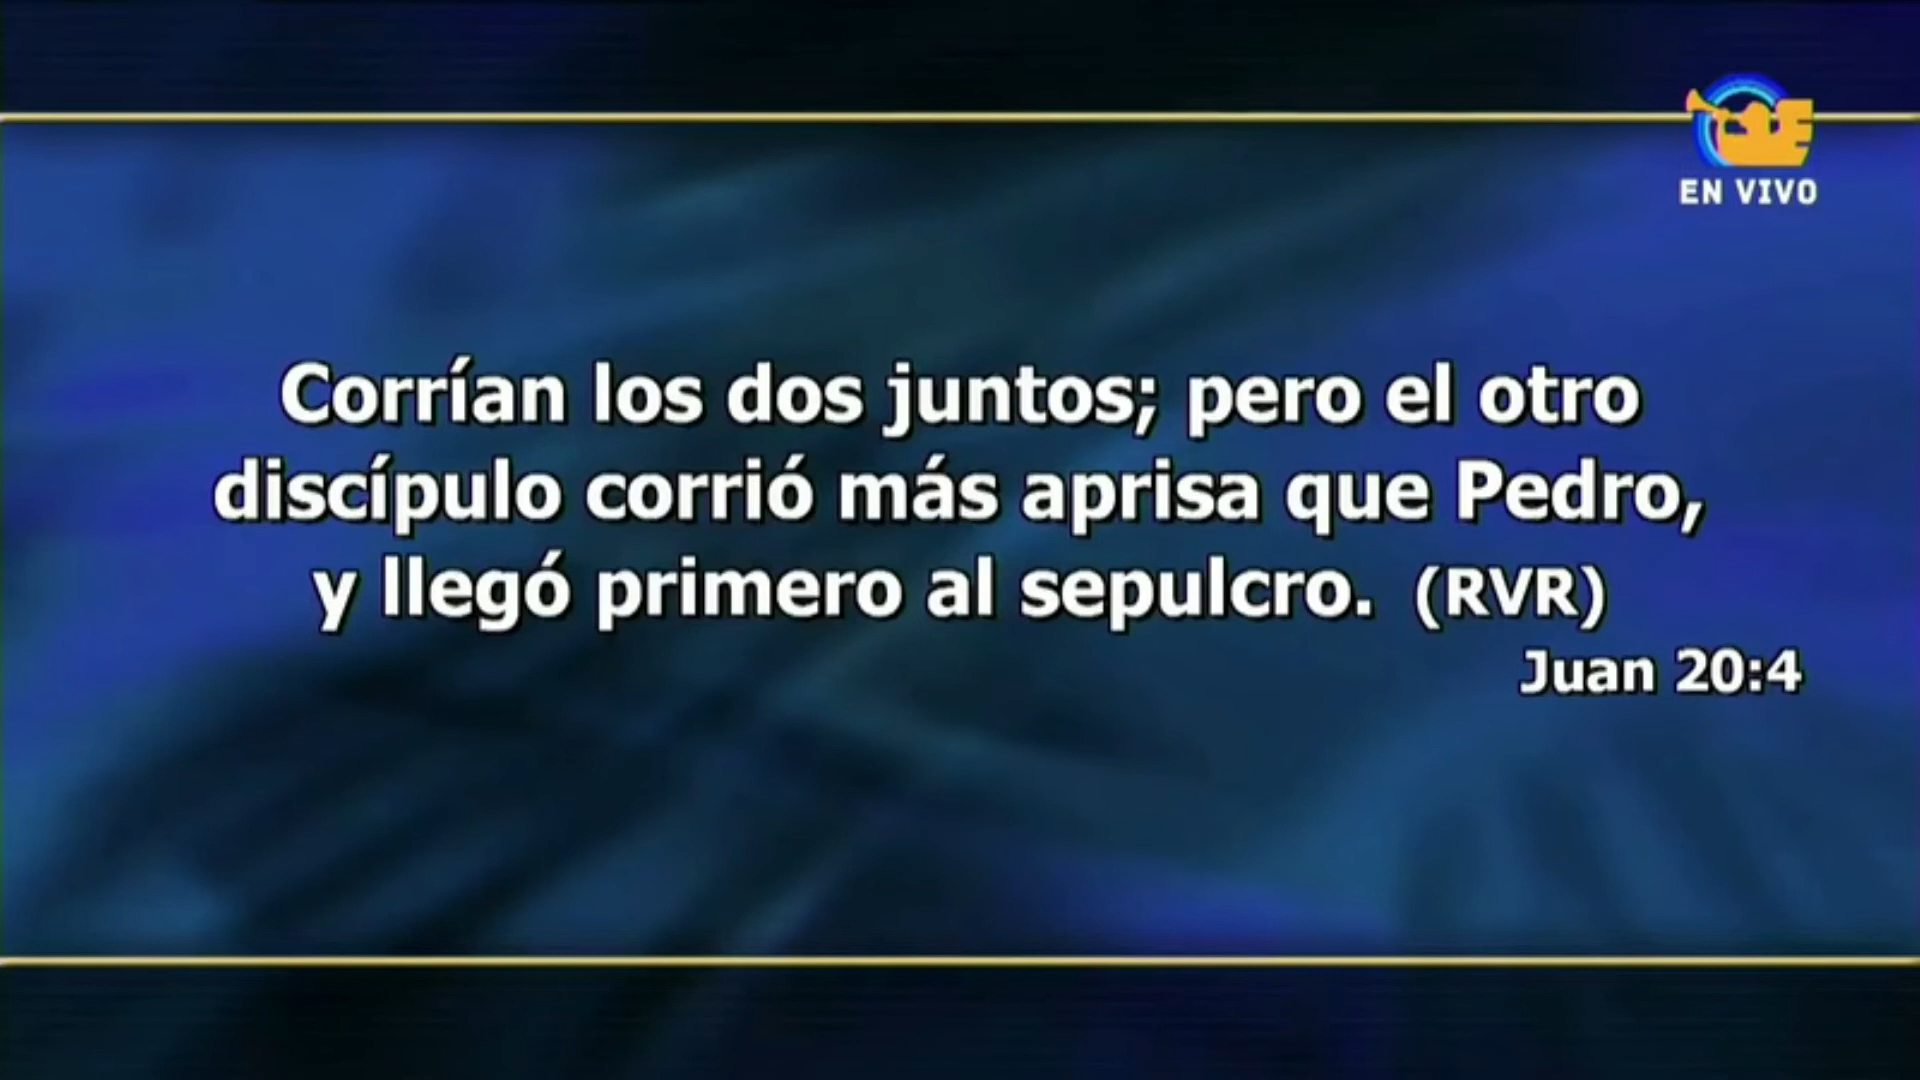 EN VIVO
Corrían los dos juntos; pero el otro
discípulo corrió más aprisa que Pedro,
y llegó primero al sepulcro. (RVR)
Juan 20:4